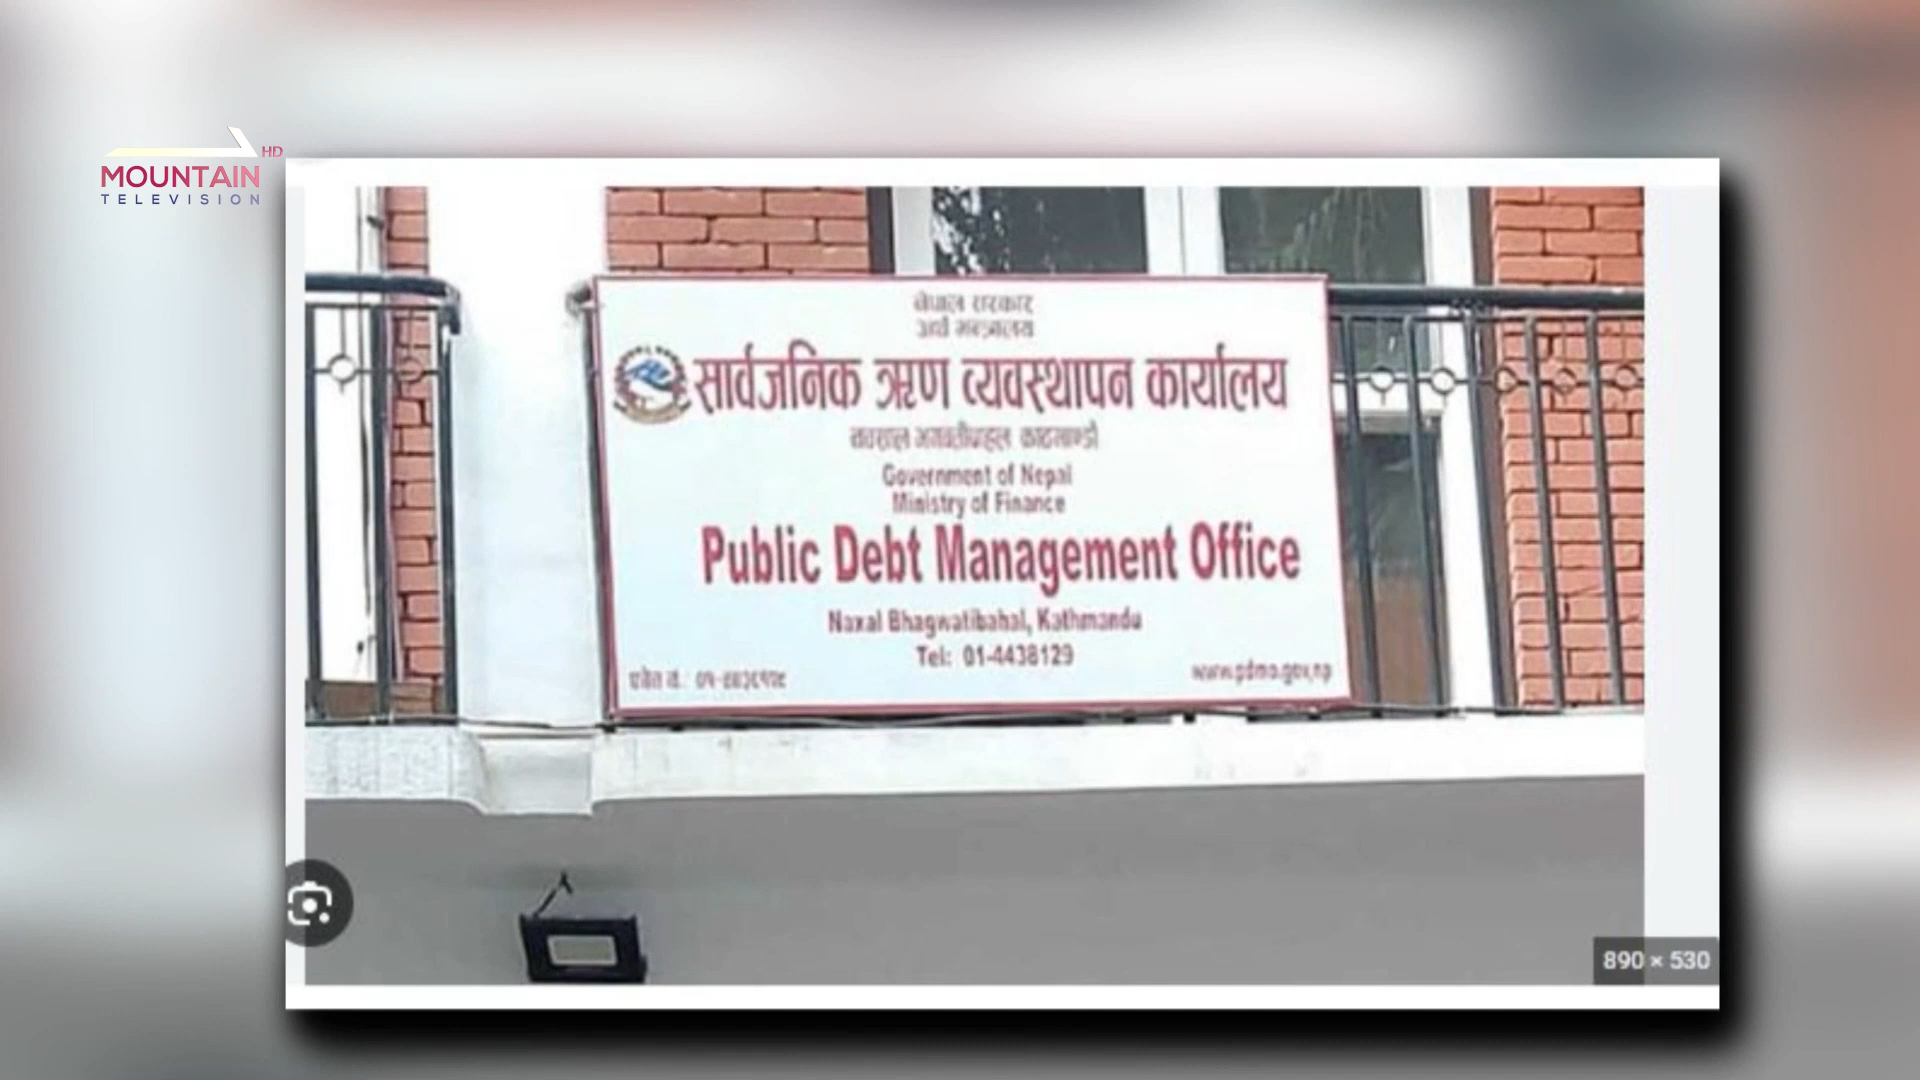 MOUNTAIN HD
TELEVISION
नेपाल सरकार
अर्थ मन्त्रालय
सार्वजनिक ऋण व्यवस्थापन कार्यालय
काठमाण्डौ
Government of Nepal
Ministry of Finance
Public Debt Management Office
Naxal Bhagwatibahal, Kathmandu
Tel: 01-4438129
www.pdmo.gov.np
890 × 530